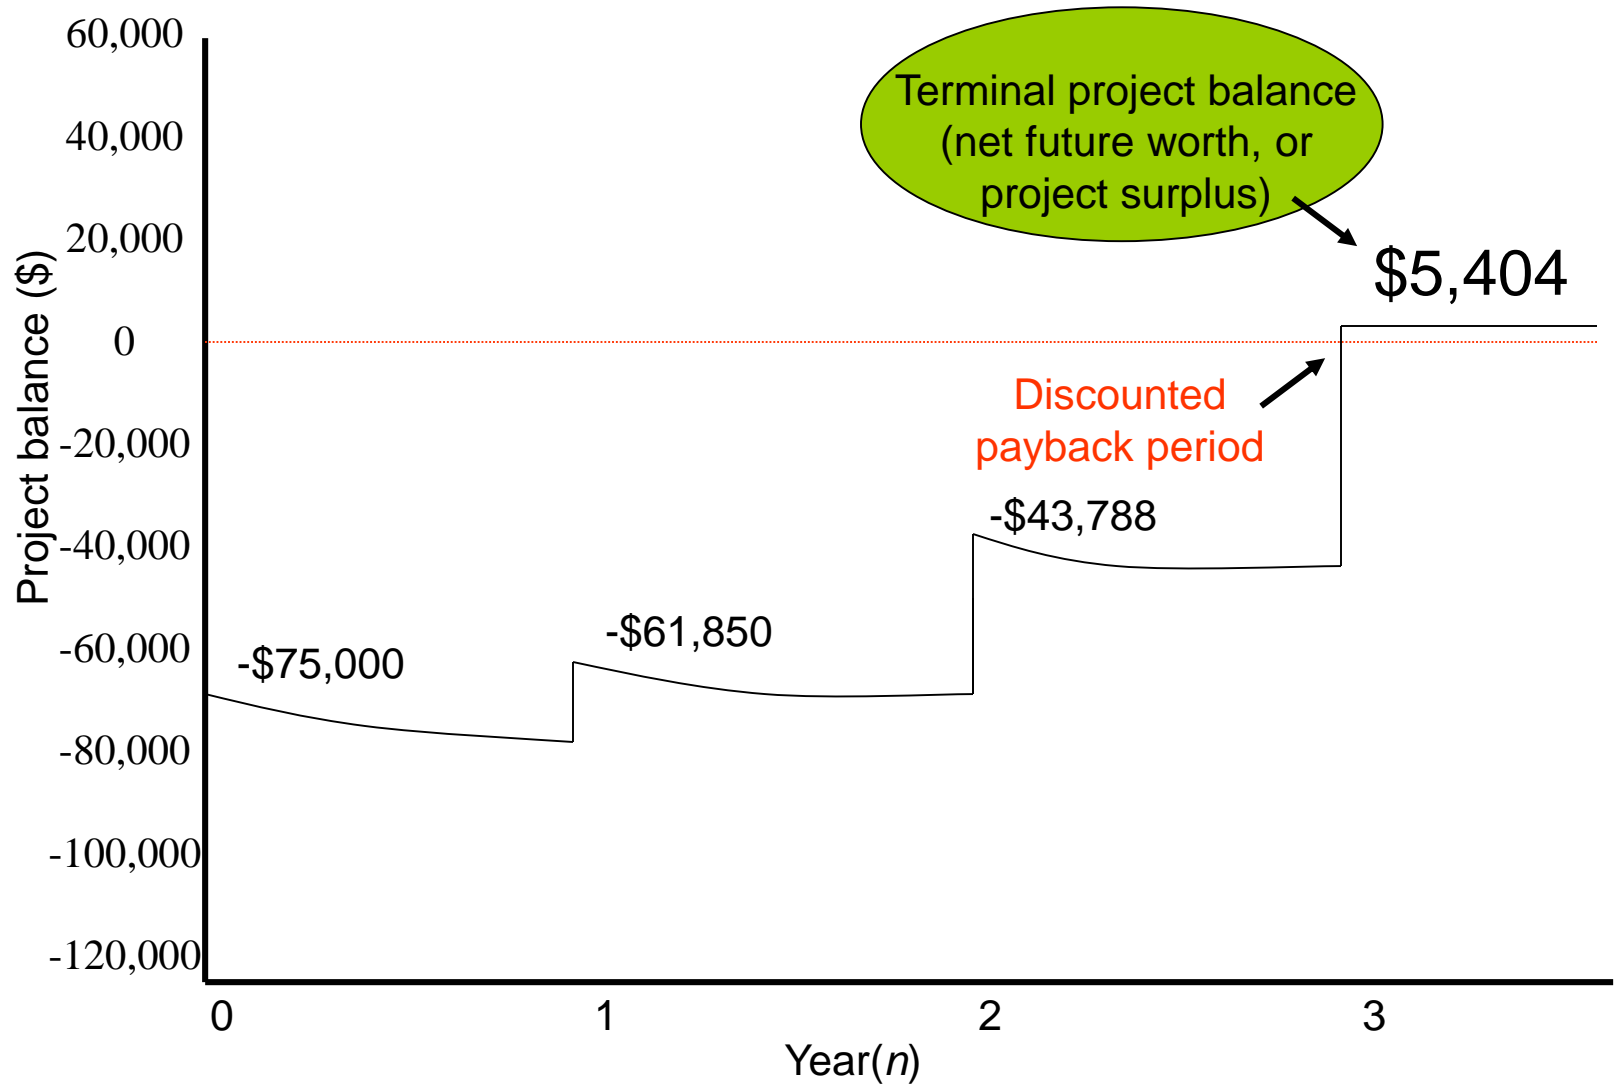 60,000
40,000
20,000
0
-20,000
-40,000
-60,000
-80,000
-100,000
-120,000
Project balance ($)
Terminal project balance
(net future worth, or
project surplus)
$5,404
Discounted
payback period
-$43,788
-$61,850
-$75,000
0 1 2 3
Year(n)